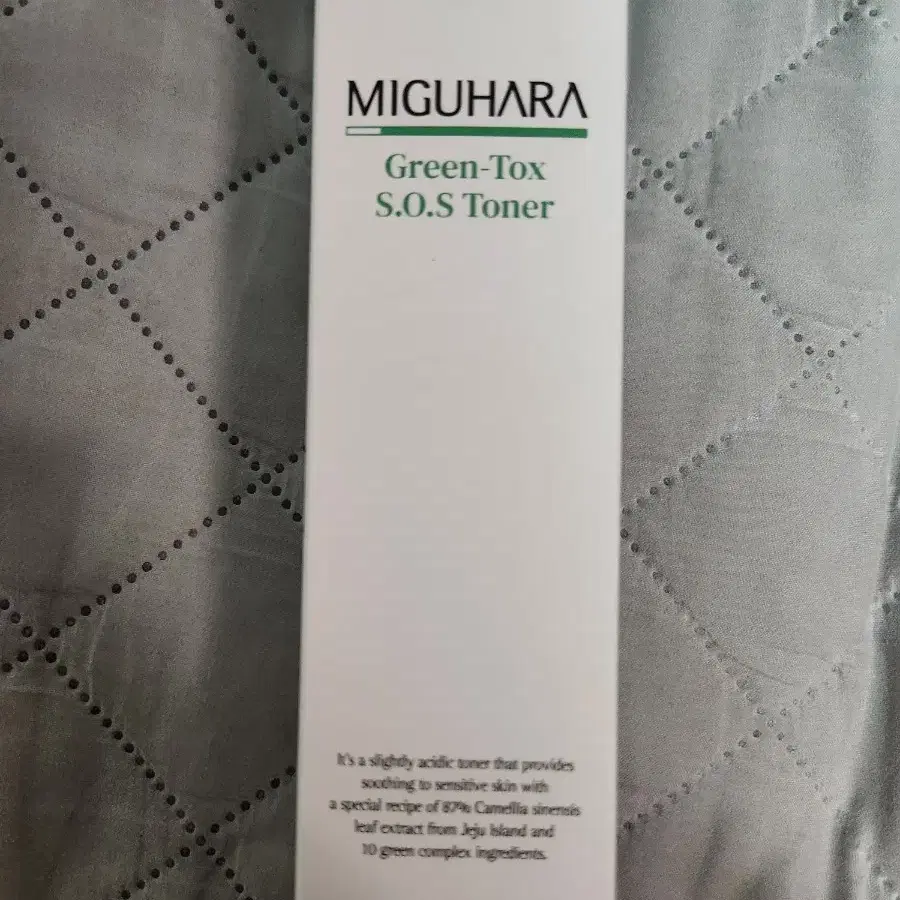 MIGUHARA
Green-Tox
S.O.S Toner
It's a slightly acidic toner that provides
soothing to sensitive skin with
a special recipe of 87% Camellia sinensis
leaf extract from Jeju Island and
10 green complex ingredients.